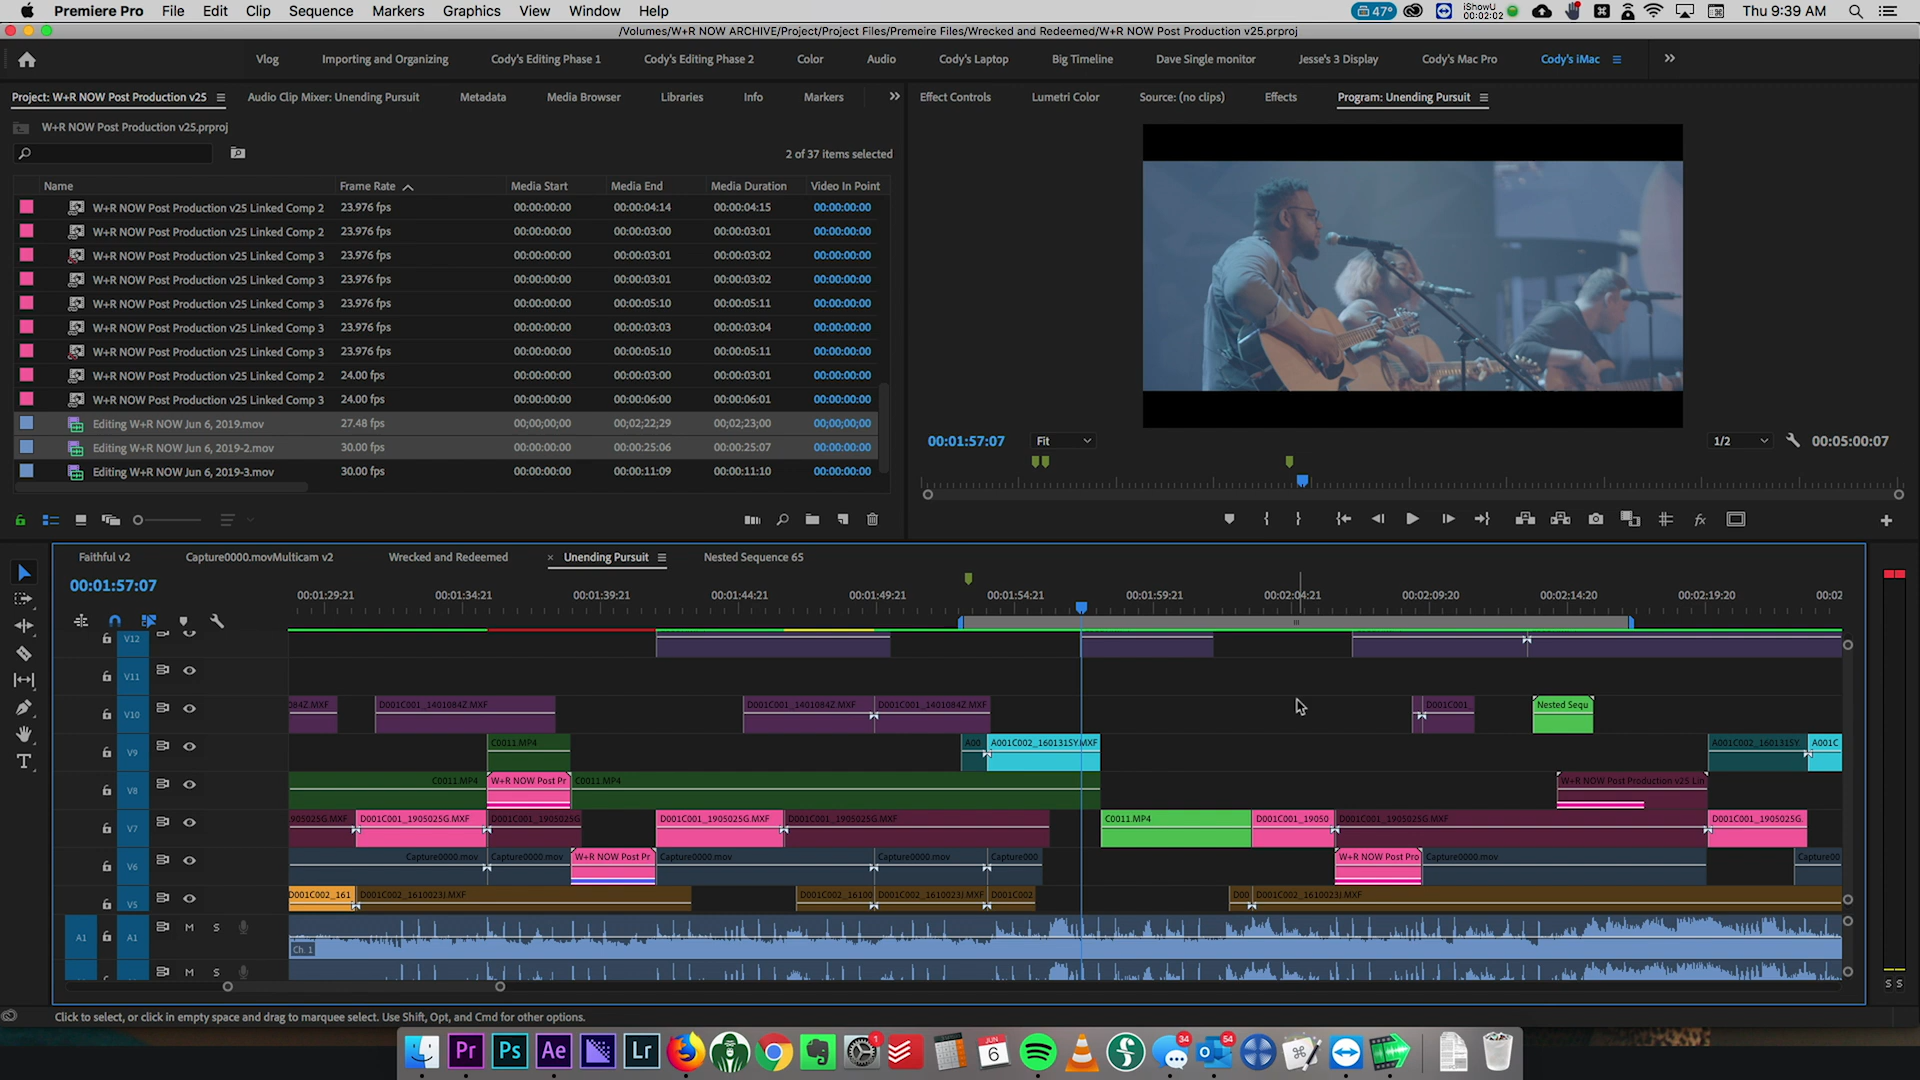 Premiere Pro File Edit Clip Sequence Markers Graphics View Window Help 47° iShowU 00:02:02 Thu 9:39 AM
/Volumes/W+R NOW ARCHIVE/Project/Project Files/Premeire Files/Wrecked and Redeemed/W+R NOW Post Production v25.prproj
Vlog Importing and Organizing Cody's Editing Phase 1 Cody's Editing Phase 2 Color Audio Cody's Laptop Big Timeline Dave Single monitor Jesse's 3 Display Cody's Mac Pro Cody's iMac
Project: W+R NOW Post Production v25 Audio Clip Mixer: Unending Pursuit Metadata Media Browser Libraries Info Markers
Effect Controls Lumetri Color Source: (no clips) Effects Program: Unending Pursuit
W+R NOW Post Production v25.prproj
2 of 37 items selected
Name Frame Rate Media Start Media End Media Duration Video In Point
W+R NOW Post Production v25 Linked Comp 2 23.976 fps 00:00:00:00 00:00:04:14 00:00:04:15 00:00:00:00
W+R NOW Post Production v25 Linked Comp 2 23.976 fps 00:00:00:00 00:00:03:00 00:00:03:01 00:00:00:00
W+R NOW Post Production v25 Linked Comp 3 23.976 fps 00:00:00:00 00:00:03:01 00:00:03:02 00:00:00:00
W+R NOW Post Production v25 Linked Comp 3 23.976 fps 00:00:00:00 00:00:03:01 00:00:03:02 00:00:00:00
W+R NOW Post Production v25 Linked Comp 3 23.976 fps 00:00:00:00 00:00:05:10 00:00:05:11 00:00:00:00
W+R NOW Post Production v25 Linked Comp 3 23.976 fps 00:00:00:00 00:00:03:03 00:00:03:04 00:00:00:00
W+R NOW Post Production v25 Linked Comp 3 23.976 fps 00:00:00:00 00:00:05:10 00:00:05:11 00:00:00:00
W+R NOW Post Production v25 Linked Comp 2 24.00 fps 00:00:00:00 00:00:03:00 00:00:03:01 00:00:00:00
W+R NOW Post Production v25 Linked Comp 3 24.00 fps 00:00:00:00 00:00:06:00 00:00:06:01 00:00:00:00
Editing W+R NOW Jun 6, 2019.mov 27.48 fps 00;00;00;00 00;02;22;29 00;02;23;00 00;00;00;00
Editing W+R NOW Jun 6, 2019-2.mov 30.00 fps 00:00:00:00 00:00:25:06 00:00:25:07 00:00:00:00
Editing W+R NOW Jun 6, 2019-3.mov 30.00 fps 00:00:00:00 00:00:11:09 00:00:11:10 00:00:00:00
00:01:57:07 Fit 1/2 00:05:00:07
fx
Faithful v2 Capture0000.movMulticam v2 Wrecked and Redeemed × Unending Pursuit Nested Sequence 65
00:01:57:07
00:01:29:21 00:01:34:21 00:01:39:21 00:01:44:21 00:01:49:21 00:01:54:21 00:01:59:21 00:02:04:21 00:02:09:20 00:02:14:20 00:02:19:20 00:02
V12
V11
V10 084Z.MXF D001C001_1401084Z.MXF D001C001_1401084Z.MXF D001C001_1401084Z.MXF D001C001 Nested Sequ
V9 C0011.MP4 A00 A001C002_1601315Y.MXF A001C002_1601315Y A001C
V8 C0011.MP4 W+R NOW Post Pr C0011.MP4 W+R NOW Post Production v25 Lin
V7 1905025G.MXF D001C001_1905025G.MXF D001C001_1905025G D001C001_1905025G.MXF D001C001_1905025G.MXF C0011.MP4 D001C001_19050 D001C001_1905025G.MXF D001C001_1905025G.
V6 Capture0000.mov Capture0000.mov W+R NOW Post Pr Capture0000.mov Capture0000.mov Capture000 W+R NOW Post Pro Capture0000.mov Capture00
V5 D001C002_161 D001C002_1610023J.MXF D001C002_16100 D001C002_1610023J.MXF D001C002 D00 D001C002_1610023J.MXF
A1 A1 M S
Ch. 1
M S
S S
Click to select, or click in empty space and drag to marquee select. Use Shift, Opt, and Cmd for other options.
Pr Ps Ae Lr 1 JUN 6 34 54